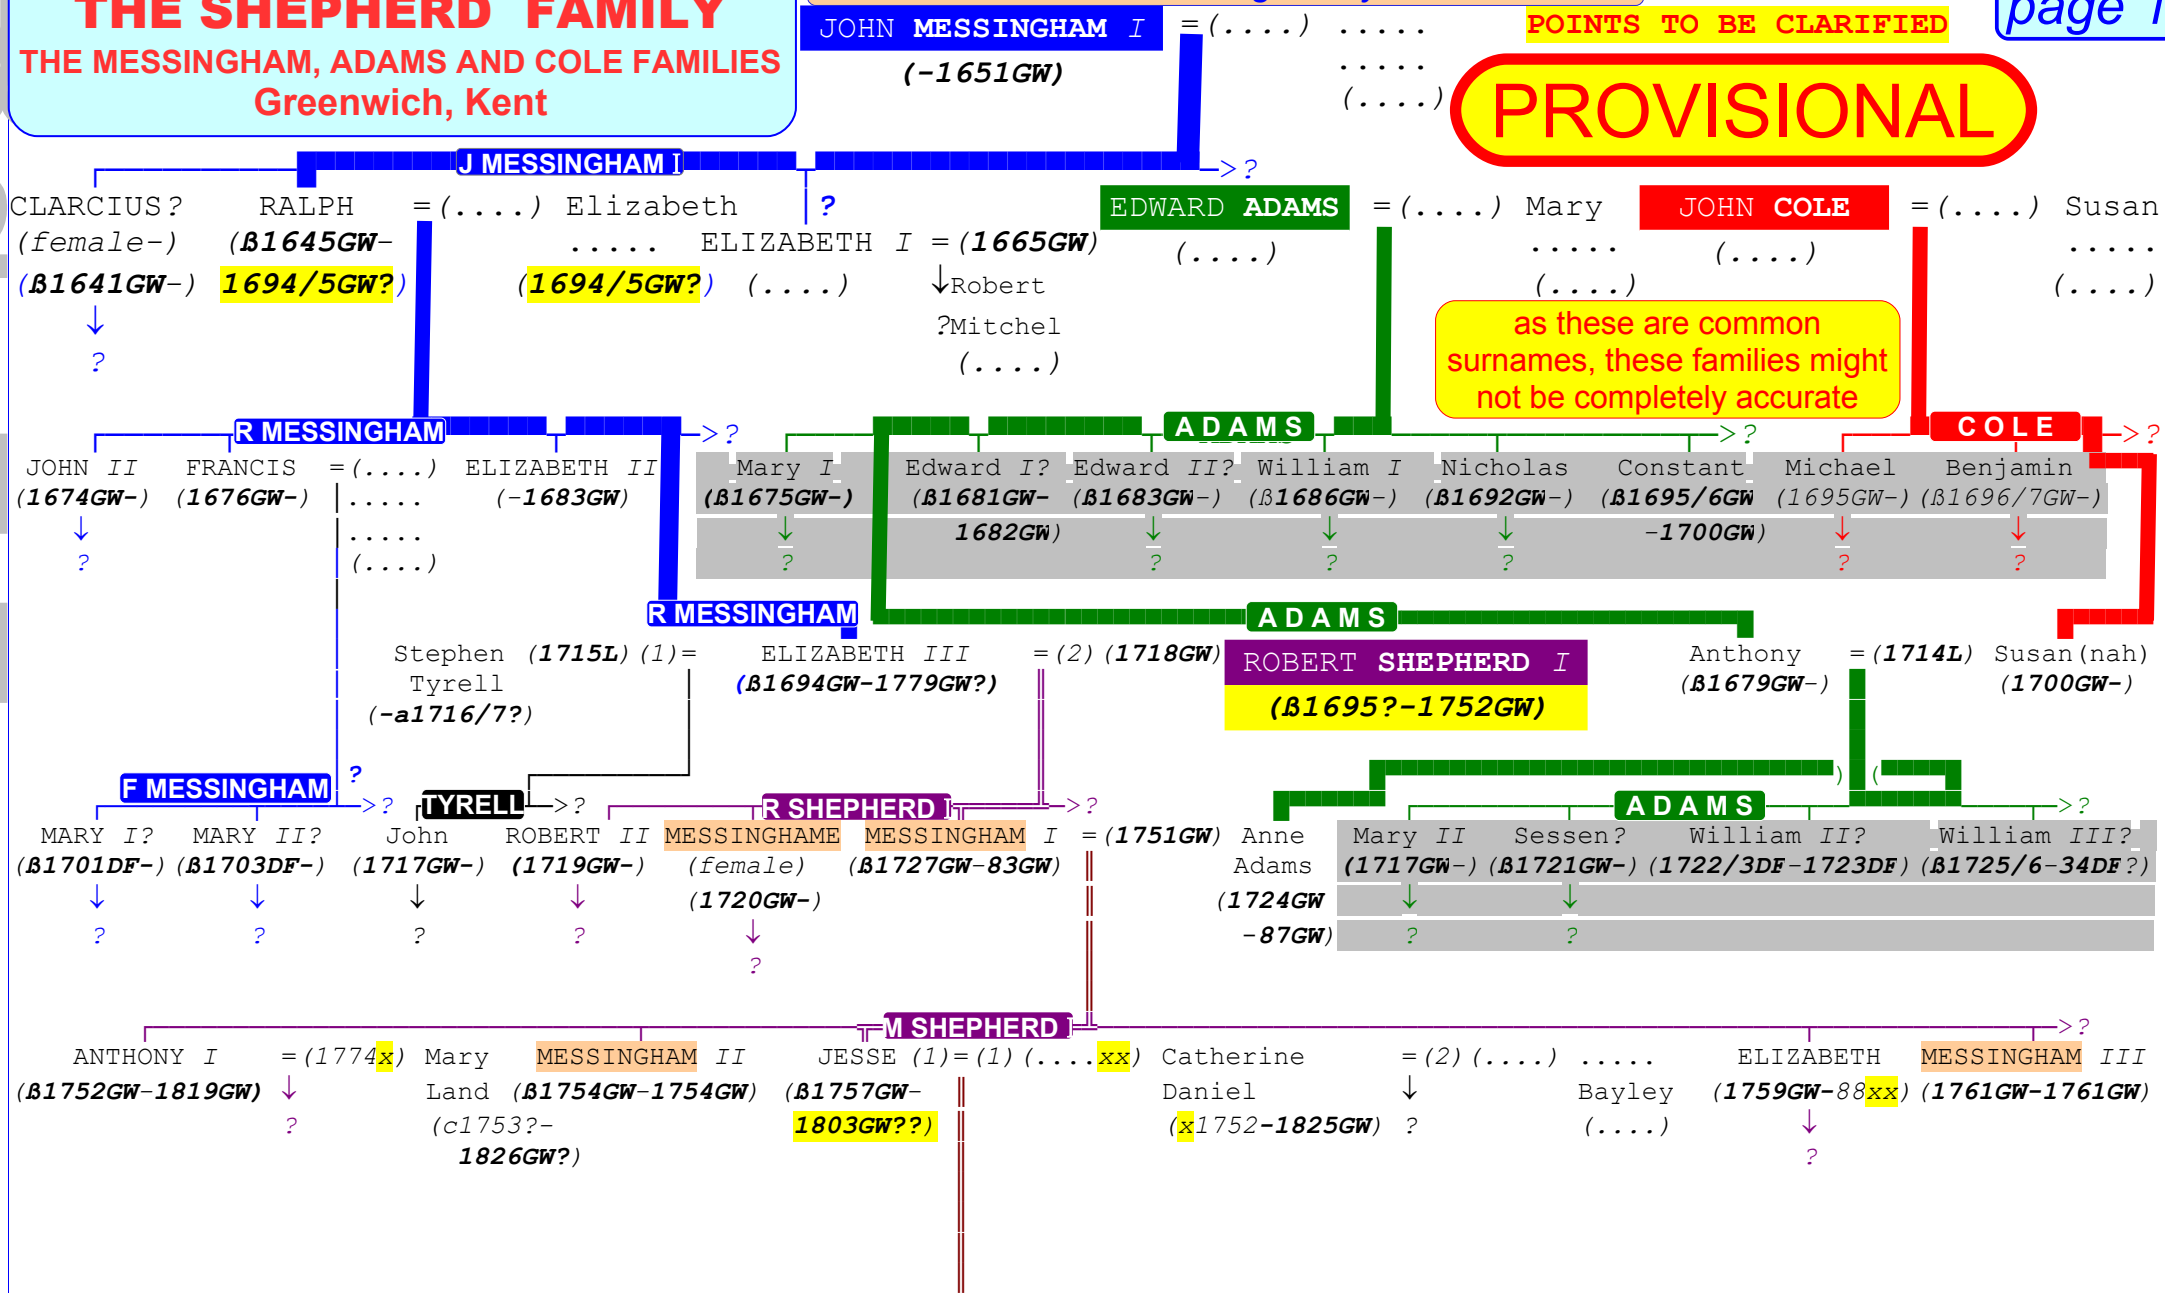 THE SHEPHERD FAMILY
THE MESSINGHAM, ADAMS AND COLE FAMILIES
Greenwich, Kent
JOHN MESSINGHAM I =(....) .....
(-1651GW) .....
(....)
POINTS TO BE CLARIFIED
page 1
PROVISIONAL
J MESSINGHAM I >?
CLARCIUS? RALPH =(....) Elizabeth ? EDWARD ADAMS =(....) Mary JOHN COLE =(....) Susan
(female-) (ß1645GW- ..... ELIZABETH I =(1665GW) (....) ..... (....) .....
(ß1641GW-) 1694/5GW?) (1694/5GW?) (....) ↓Robert (....) (....)
↓ ?Mitchel
? (....)
as these are common
surnames, these families might
not be completely accurate
R MESSINGHAM >? ADAMS >? COLE >?
JOHN II FRANCIS =(....) ELIZABETH II Mary I Edward I? Edward II? William I Nicholas Constant Michael Benjamin
(1674GW-) (1676GW-) ..... (-1683GW) (ß1675GW-) (ß1681GW- (ß1683GW-) (ß1686GW-) (ß1692GW-) (ß1695/6GW (1695GW-) (ß1696/7GW-)
↓ ..... ↓ 1682GW) ↓ ↓ ↓ -1700GW) ↓ ↓
? (....) ? ? ? ? ? ?
R MESSINGHAM ADAMS
Stephen (1715L)(1)= ELIZABETH III =(2)(1718GW) ROBERT SHEPHERD I Anthony =(1714L) Susan(nah)
Tyrell (ß1694GW-1779GW?) (ß1695?-1752GW) (ß1679GW-) (1700GW-)
(-a1716/7?)
) (
F MESSINGHAM ? >? TYRELL >? R SHEPHERD I >? ADAMS >?
MARY I? MARY II? John ROBERT II MESSINGHAME MESSINGHAM I =(1751GW) Anne Mary II Sessen? William II? William III?
(ß1701DF-) (ß1703DF-) (1717GW-) (1719GW-) (female) (ß1727GW-83GW) Adams (1717GW-) (ß1721GW-) (1722/3DF-1723DF) (ß1725/6-34DF?)
↓ ↓ ↓ ↓ (1720GW-) (1724GW ↓ ↓
? ? ? ? ↓ -87GW) ? ?
?
M SHEPHERD I >?
ANTHONY I =(1774x) Mary MESSINGHAM II JESSE (1)=(1)(....xx) Catherine =(2)(....) ..... ELIZABETH MESSINGHAM III
(ß1752GW-1819GW) ↓ Land (ß1754GW-1754GW) (ß1757GW- Daniel ↓ Bayley (1759GW-88xx) (1761GW-1761GW)
? (c1753?- 1803GW??) (x1752-1825GW) ? (....) ↓
1826GW?) ?